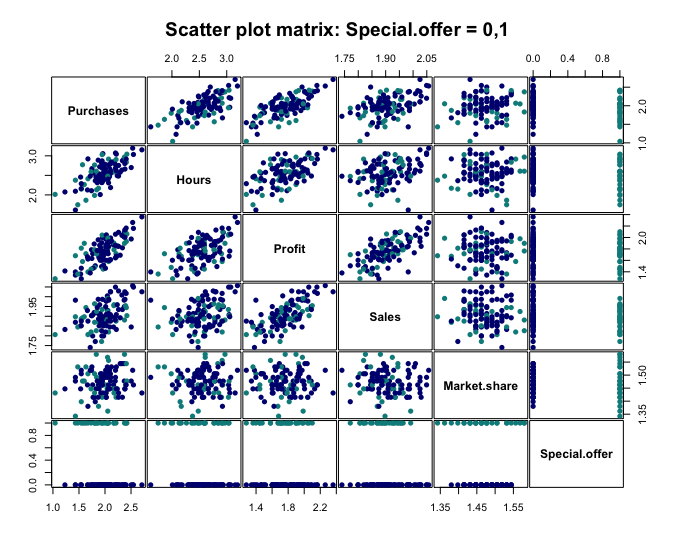 Scatter plot matrix: Special.offer = 0,1
2.0 2.5 3.0 1.75 1.90 2.05 0.0 0.4 0.8
Purchases
1.0 2.0
Hours
2.0 3.0
Profit
1.4 2.0
Sales
1.75 1.95
Market.share
1.35 1.50
Special.offer
0.0 0.4 0.8
1.0 1.5 2.0 2.5 1.4 1.8 2.2 1.35 1.45 1.55